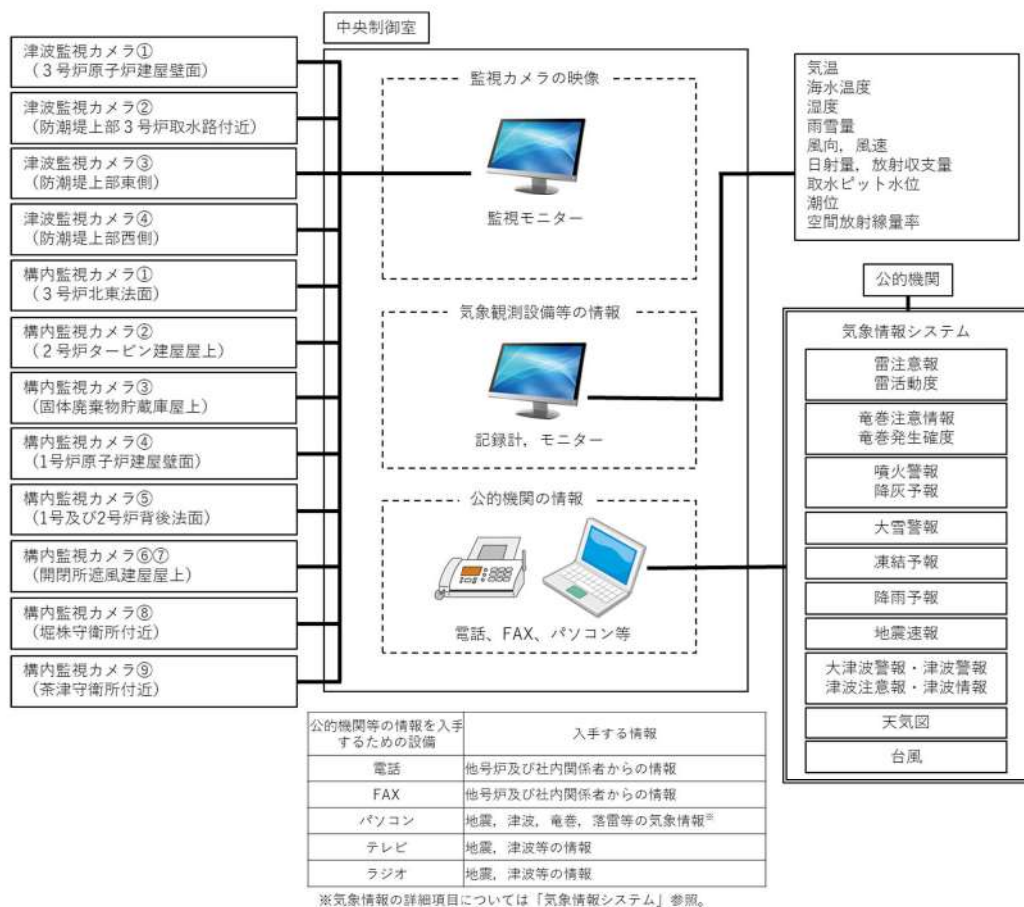 中央制御室
津波監視カメラ①
（３号炉原子炉建屋壁面）
津波監視カメラ②
（防潮堤上部３号炉取水路付近）
津波監視カメラ③
（防潮堤上部東側）
津波監視カメラ④
（防潮堤上部西側）
構内監視カメラ①
（３号炉北東法面）
構内監視カメラ②
（２号炉タービン建屋屋上）
構内監視カメラ③
（固体廃棄物貯蔵庫屋上）
構内監視カメラ④
（1号炉原子炉建屋壁面）
構内監視カメラ⑤
（1号及び2号炉背後法面）
構内監視カメラ⑥⑦
（開閉所遮風建屋屋上）
構内監視カメラ⑧
（堀株守衛所付近）
構内監視カメラ⑨
（茶津守衛所付近）
監視カメラの映像
監視モニター
気象観測設備等の情報
記録計，モニター
公的機関の情報
電話、FAX、パソコン等
気温
海水温度
湿度
雨雪量
風向，風速
日射量，放射収支量
取水ピット水位
潮位
空間放射線量率
公的機関
気象情報システム
雷注意報
雷活動度
竜巻注意情報
竜巻発生確度
噴火警報
降灰予報
大雪警報
凍結予報
降雨予報
地震速報
大津波警報・津波警報
津波注意報・津波情報
天気図
台風
公的機関等の情報を入手
するための設備
入手する情報
電話
他号炉及び社内関係者からの情報
FAX
他号炉及び社内関係者からの情報
パソコン
地震，津波，竜巻，落雷等の気象情報※
テレビ
地震，津波等の情報
ラジオ
地震，津波等の情報
※気象情報の詳細項目については「気象情報システム」参照。